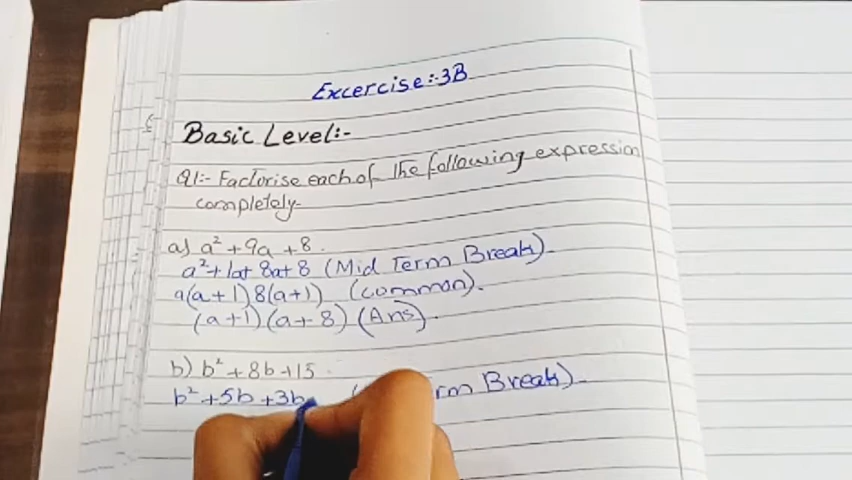 Excercise:-3B
Basic Level:-
Q1:- Factorise each of the following expression
completely-
a) a² + 9a + 8.
a² + 1a + 8a + 8 (Mid Term Break)
a(a+1) 8(a+1) (common).
(a+1)(a+8) (Ans).
b) b² + 8b + 15
b² + 5b + 3b Term Break).